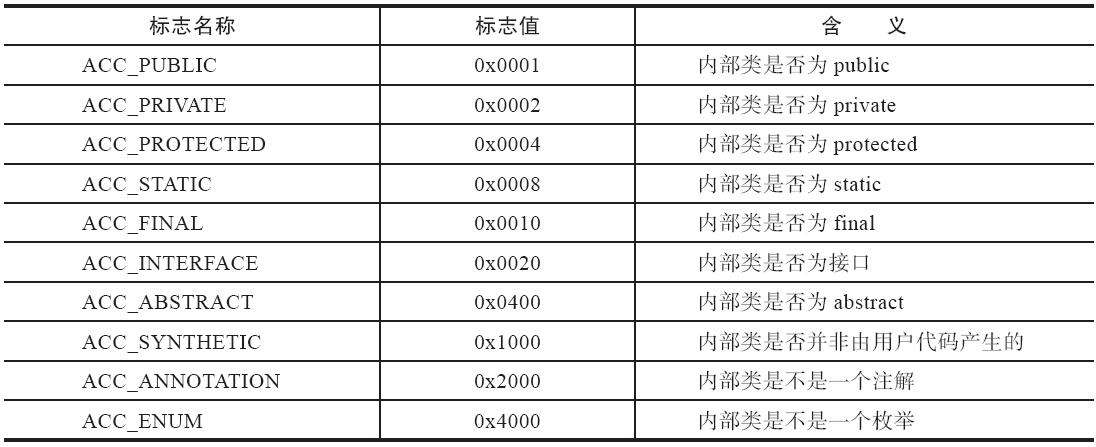 标志名称 标志值 含 义
ACC_PUBLIC 0x0001 内部类是否为 public
ACC_PRIVATE 0x0002 内部类是否为 private
ACC_PROTECTED 0x0004 内部类是否为 protected
ACC_STATIC 0x0008 内部类是否为 static
ACC_FINAL 0x0010 内部类是否为 final
ACC_INTERFACE 0x0020 内部类是否为接口
ACC_ABSTRACT 0x0400 内部类是否为 abstract
ACC_SYNTHETIC 0x1000 内部类是否并非由用户代码产生的
ACC_ANNOTATION 0x2000 内部类是不是一个注解
ACC_ENUM 0x4000 内部类是不是一个枚举